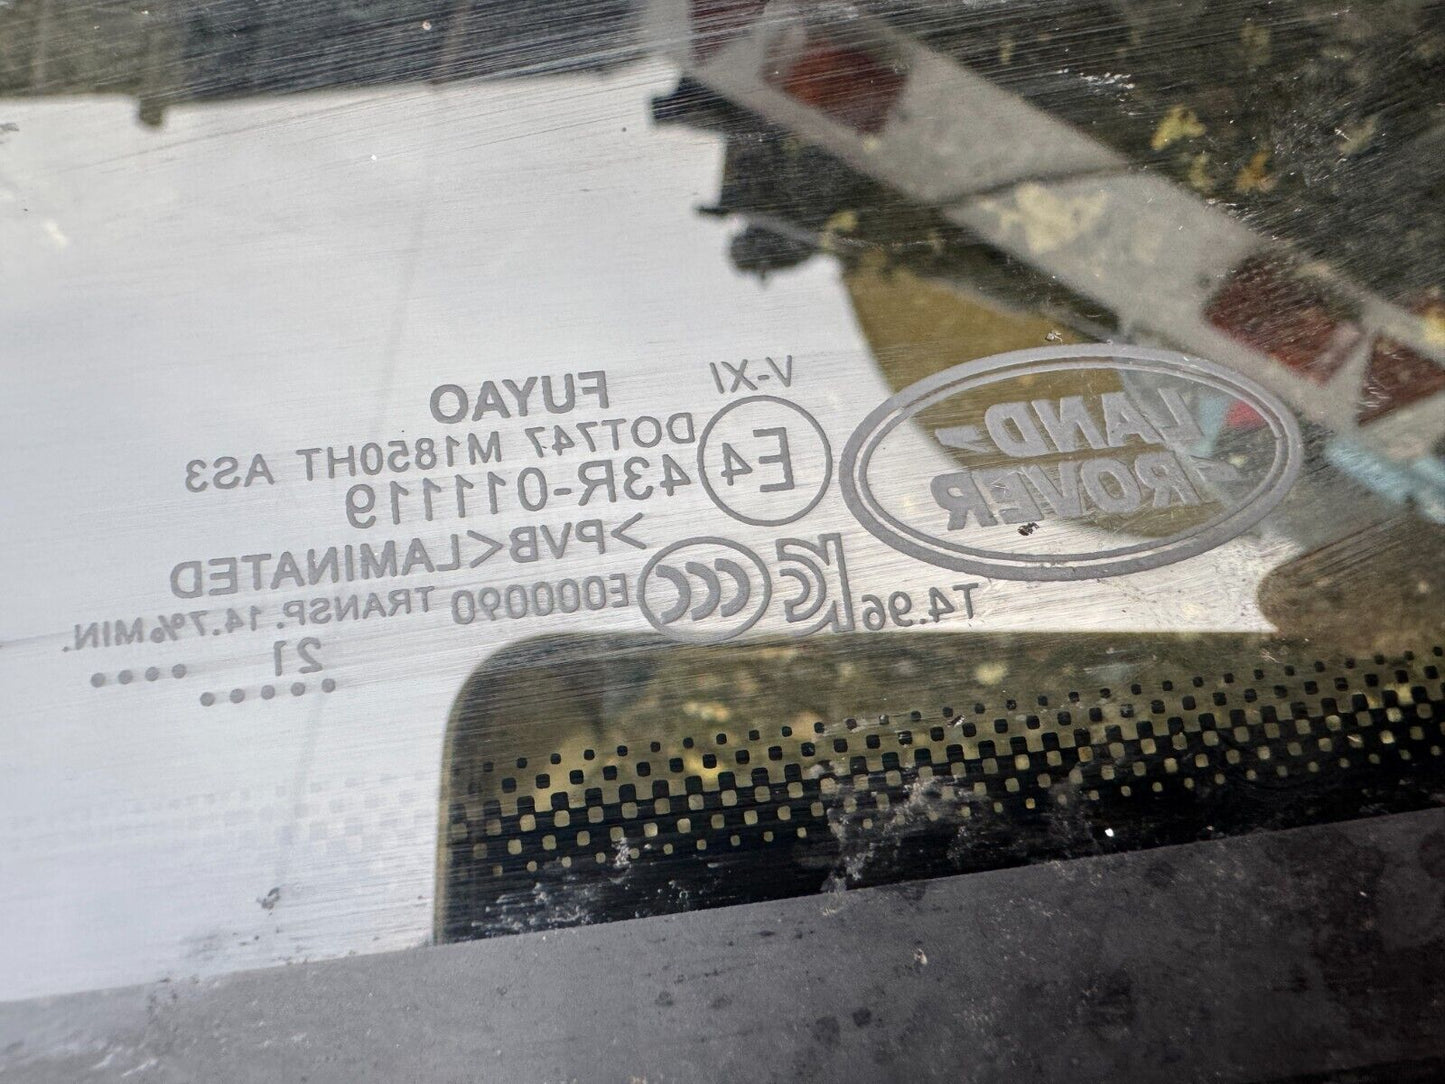 LAND
ROVER
V-XI
E4
FUYAO
DOT747 M1850HT AS3
43R-011119
>PVB<LAMINATED
E000090 TRANSP. 14.7% MIN.
T4.96
21